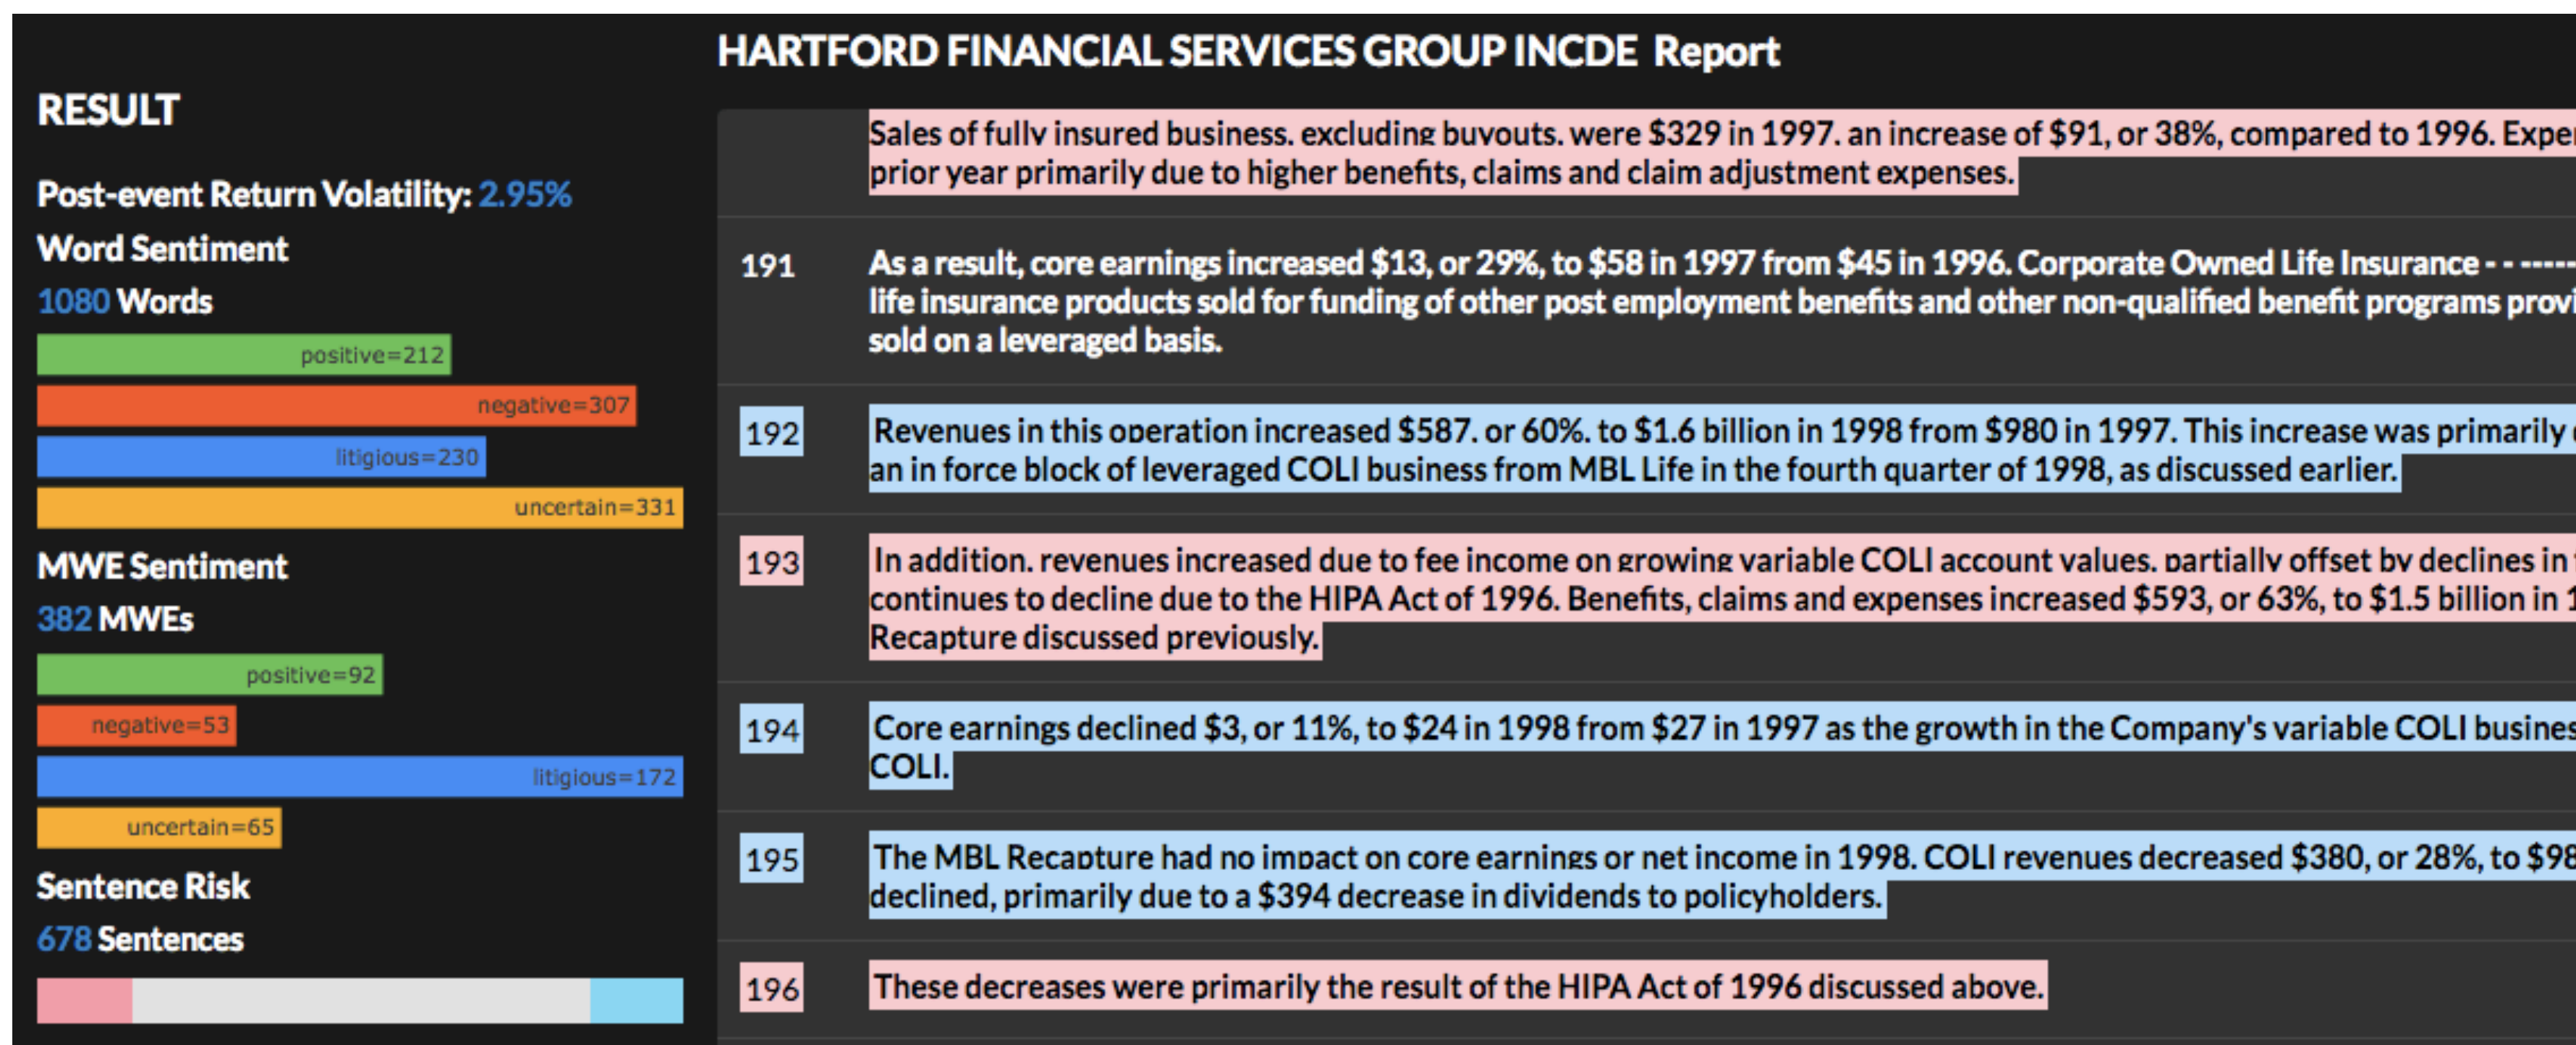 HARTFORD FINANCIAL SERVICES GROUP INCDE Report
RESULT
Post-event Return Volatility: 2.95%
Word Sentiment
1080 Words
positive=212
negative=307
litigious=230
uncertain=331
MWE Sentiment
382 MWEs
positive=92
negative=53
litigious=172
uncertain=65
Sentence Risk
678 Sentences
Sales of fully insured business, excluding buyouts, were $329 in 1997, an increase of $91, or 38%, compared to 1996.
prior year primarily due to higher benefits, claims and claim adjustment expenses.
191
As a result, core earnings increased $13, or 29%, to $58 in 1997 from $45 in 1996. Corporate Owned Life Insurance - - -----
life insurance products sold for funding of other post employment benefits and other non-qualified benefit programs
sold on a leveraged basis.
192
Revenues in this operation increased $587, or 60%, to $1.6 billion in 1998 from $980 in 1997. This increase was primarily
an in force block of leveraged COLI business from MBL Life in the fourth quarter of 1998, as discussed earlier.
193
In addition, revenues increased due to fee income on growing variable COLI account values, partially offset by declines in
continues to decline due to the HIPA Act of 1996. Benefits, claims and expenses increased $593, or 63%, to $1.5 billion in
Recapture discussed previously.
194
Core earnings declined $3, or 11%, to $24 in 1998 from $27 in 1997 as the growth in the Company's variable COLI
COLI.
195
The MBL Recapture had no impact on core earnings or net income in 1998. COLI revenues decreased $380, or 28%, to
declined, primarily due to a $394 decrease in dividends to policyholders.
196
These decreases were primarily the result of the HIPA Act of 1996 discussed above.